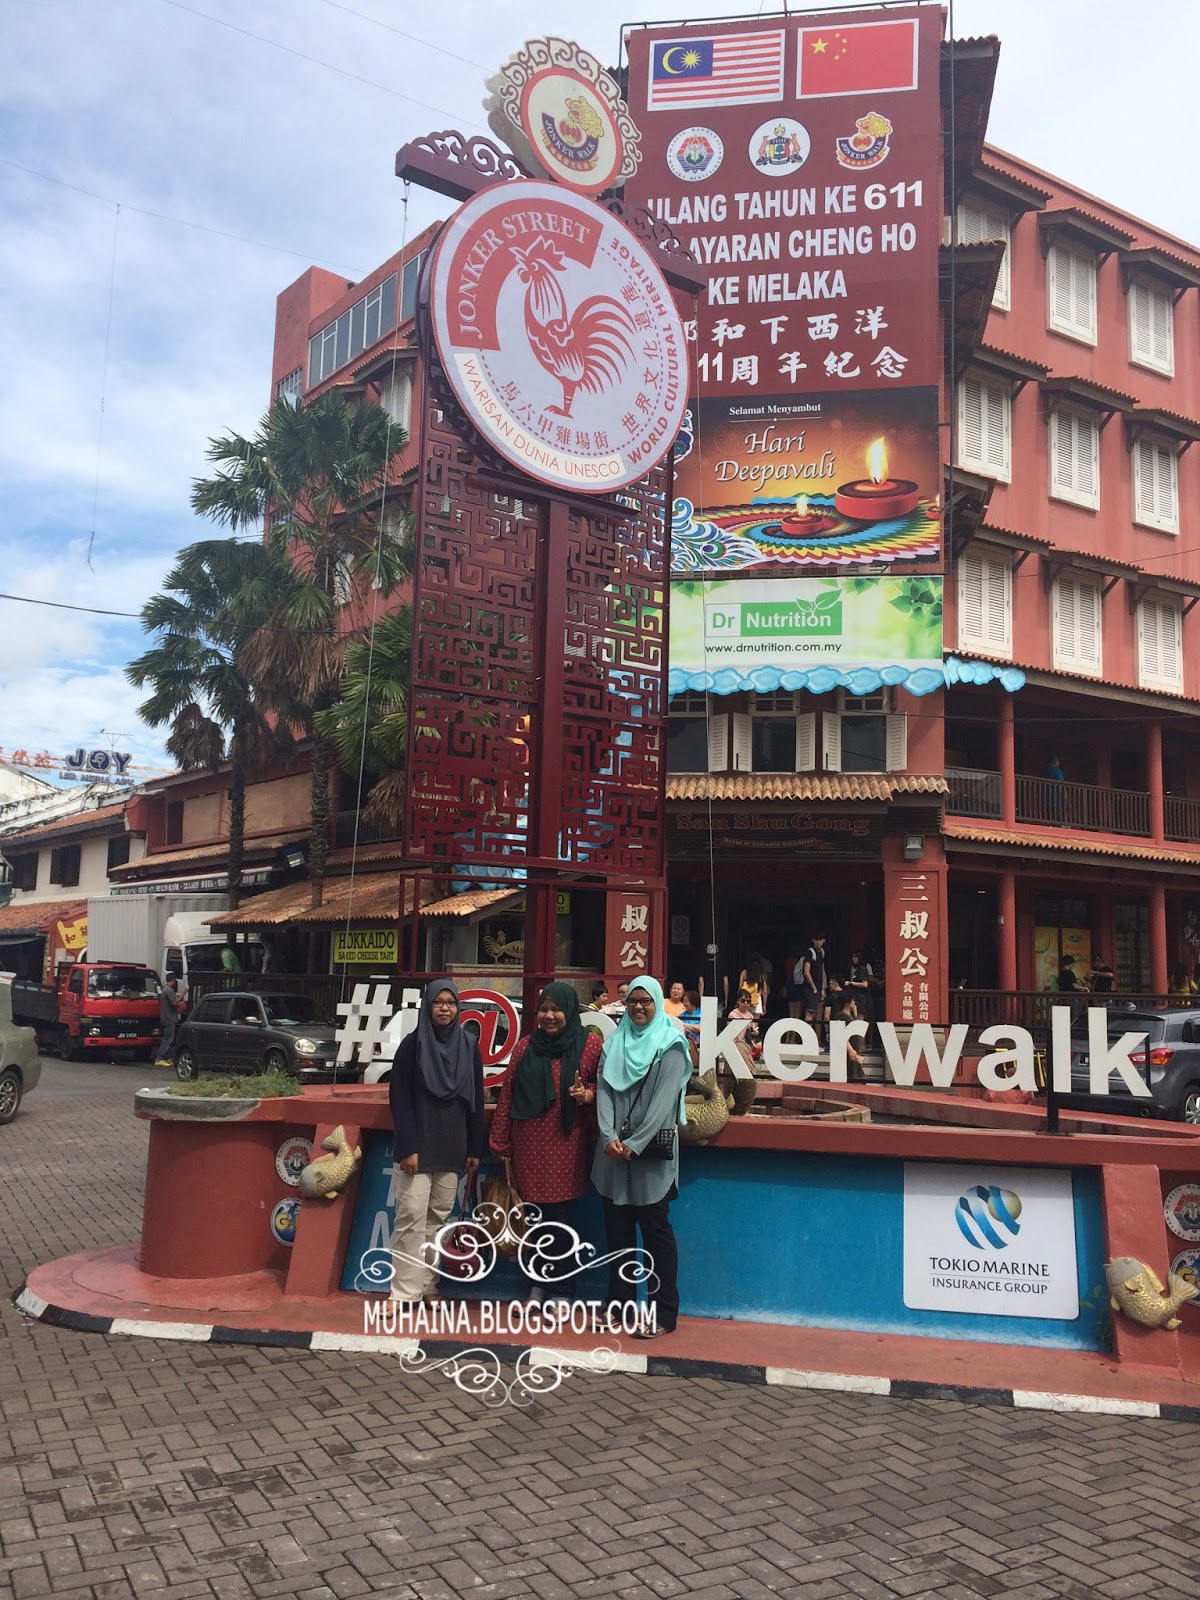 JONKER WALK
JONKER STREET
世界文化遺產
WORLD CULTURAL HERITAGE
馬六甲雞場街
WARISAN DUNIA UNESCO
JONKER WALK
ULANG TAHUN KE 611
AYARAN CHENG HO
KE MELAKA
和下西洋
11周年紀念
Selamat Menyambut
Hari
Deepavali
Dr Nutrition
www.drnutrition.com.my
JOY
San Shu Gong
三叔公
三叔公
食品廠
有限公司
HOKKAIDO
BAKED CHEESE TART
TOYOTA
#i@ kerwalk
TOKIO MARINE
INSURANCE GROUP
MUHAINA.BLOGSPOT.COM